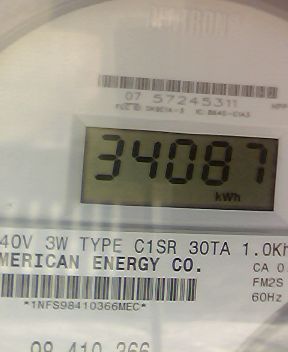 07 57245311
34087
kWh
40V 3W TYPE C1SR 30TA 1.0Kh
MERICAN ENERGY CO.
CA 0.
FM2S
60Hz
*1NFS98410366MEC*
98 410 366